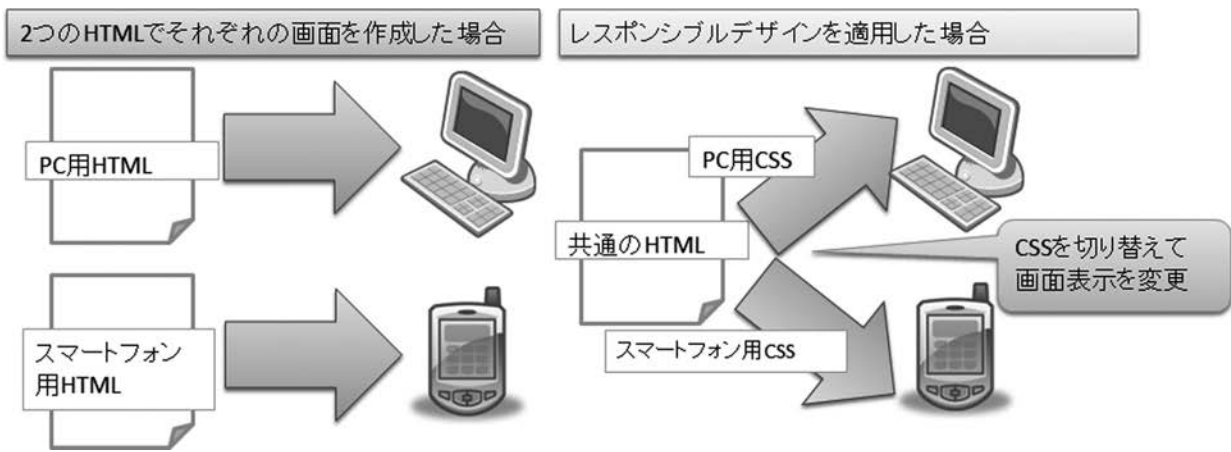 2つのHTMLでそれぞれの画面を作成した場合
PC用HTML
スマートフォン
用HTML
レスポンシブルデザインを適用した場合
PC用CSS
共通のHTML
スマートフォン用CSS
CSSを切り替えて
画面表示を変更